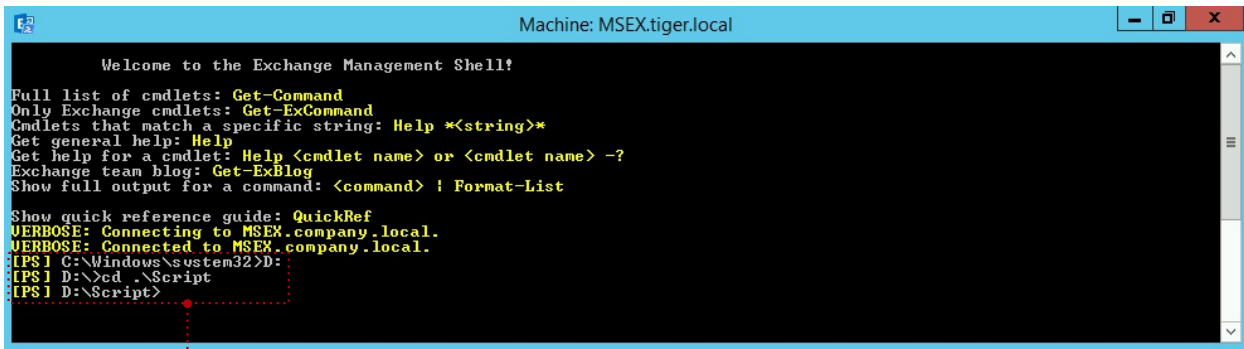 Machine: MSEX.tiger.local
Welcome to the Exchange Management Shell!
Full list of cmdlets: Get-Command
Only Exchange cmdlets: Get-ExCommand
Cmdlets that match a specific string: Help *<string>*
Get general help: Help
Get help for a cmdlet: Help <cmdlet name> or <cmdlet name> -?
Exchange team blog: Get-ExBlog
Show full output for a command: <command> | Format-List
Show quick reference guide: QuickRef
VERBOSE: Connecting to MSEX.company.local.
VERBOSE: Connected to MSEX.company.local.
[PS] C:\Windows\system32>D:
[PS] D:\>cd .\Script
[PS] D:\Script>